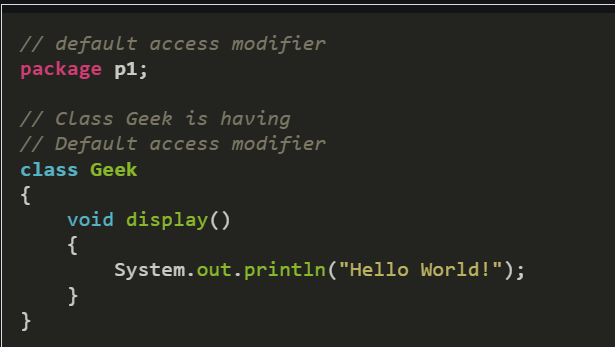 // default access modifier
package p1;
// Class Geek is having
// Default access modifier
class Geek
{
void display()
{
System.out.println("Hello World!");
}
}